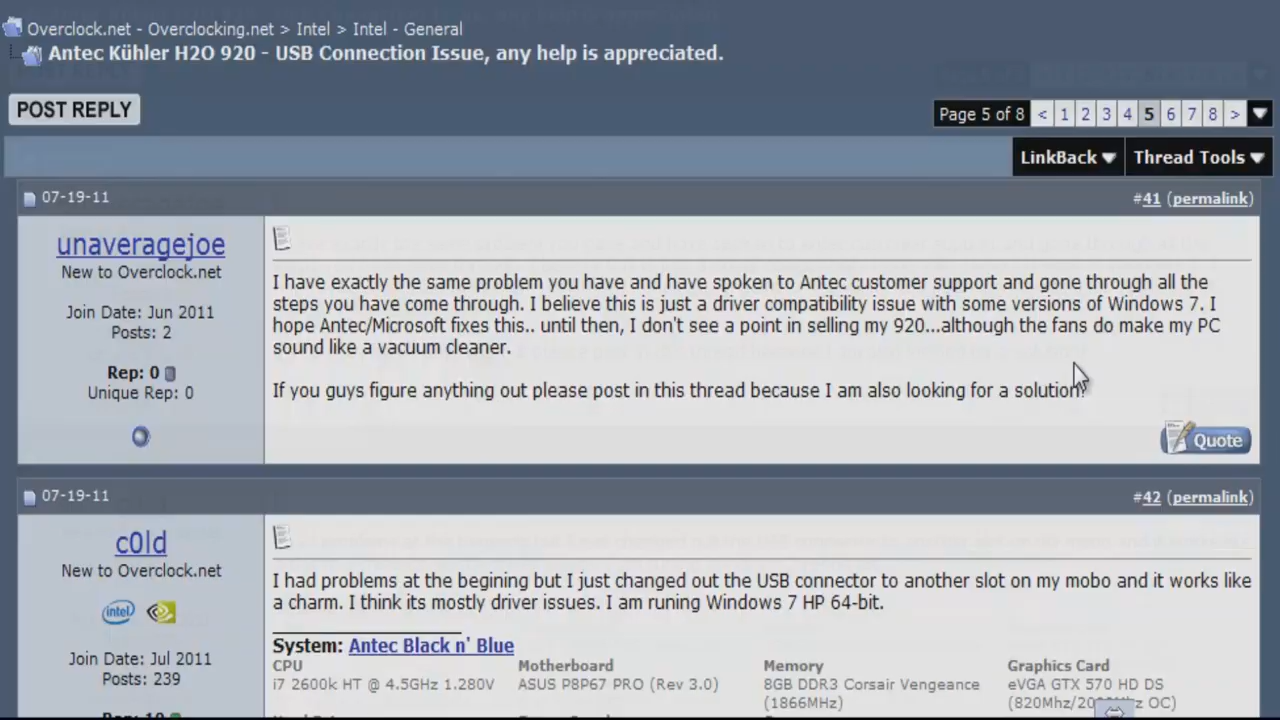 Overclock.net - Overclocking.net > Intel > Intel - General
Antec Kühler H2O 920 - USB Connection Issue, any help is appreciated.
POST REPLY
Page 5 of 8 < 1 2 3 4 5 6 7 8 >
LinkBack Thread Tools
07-19-11 #41 (permalink)
unaveragejoe
New to Overclock.net
Join Date: Jun 2011
Posts: 2
Rep: 0
Unique Rep: 0
I have exactly the same problem you have and have spoken to Antec customer support and gone through all the
steps you have come through. I believe this is just a driver compatibility issue with some versions of Windows 7. I
hope Antec/Microsoft fixes this.. until then, I don't see a point in selling my 920...although the fans do make my PC
sound like a vacuum cleaner.
If you guys figure anything out please post in this thread because I am also looking for a solution!
Quote
07-19-11 #42 (permalink)
c0ld
New to Overclock.net
intel
Join Date: Jul 2011
Posts: 239
I had problems at the begining but I just changed out the USB connector to another slot on my mobo and it works like
a charm. I think its mostly driver issues. I am runing Windows 7 HP 64-bit.
System: Antec Black n' Blue
CPU Motherboard Memory Graphics Card
i7 2600k HT @ 4.5GHz 1.280V ASUS P8P67 PRO (Rev 3.0) 8GB DDR3 Corsair Vengeance eVGA GTX 570 HD DS
(1866MHz) OC)